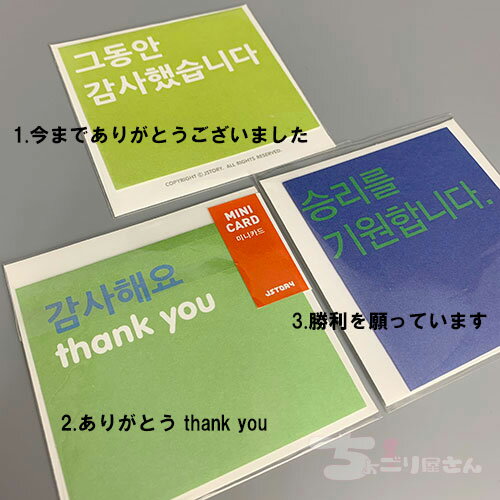 그동안
감사했습니다
1.今までありがとうございました
COPYRIGHT ⓒ JSTORY. ALL RIGHTS RESERVED.
MINI
CARD
미니카드
JSTORY
감사해요
thank you
2.ありがとう thank you
승리를
기원합니다.
3.勝利を願っています
ちょごり屋さん